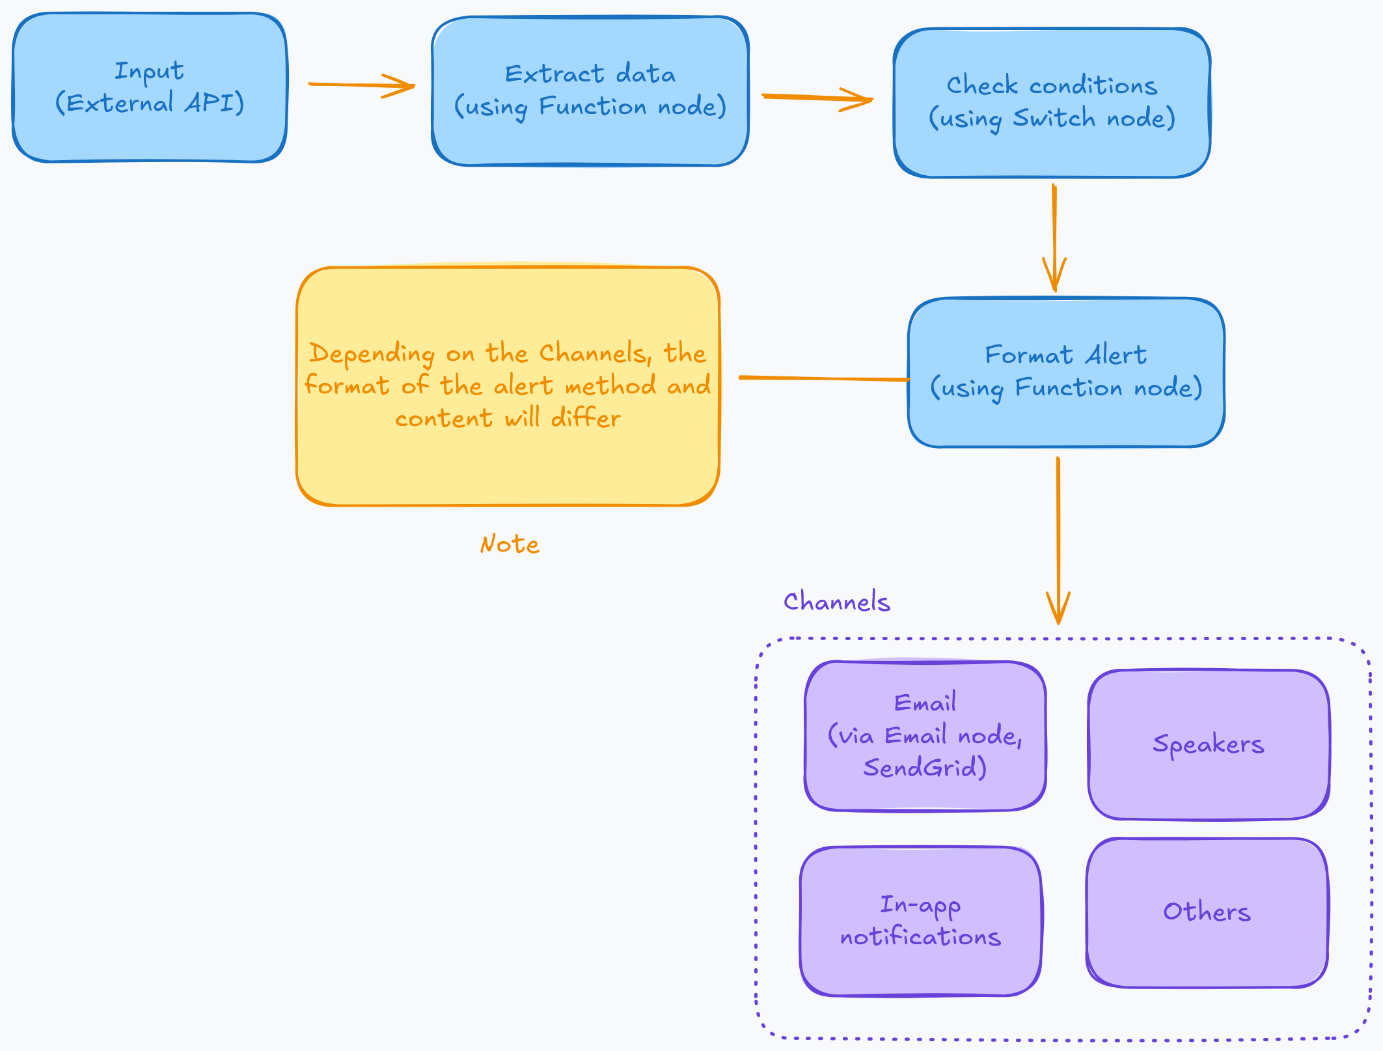 Input
(External API)
Extract data
(using Function node)
Check conditions
(using Switch node)
Depending on the Channels, the
format of the alert method and
content will differ
Note
Format Alert
(using Function node)
Channels
Email
(via Email node,
SendGrid)
Speakers
In-app
notifications
Others